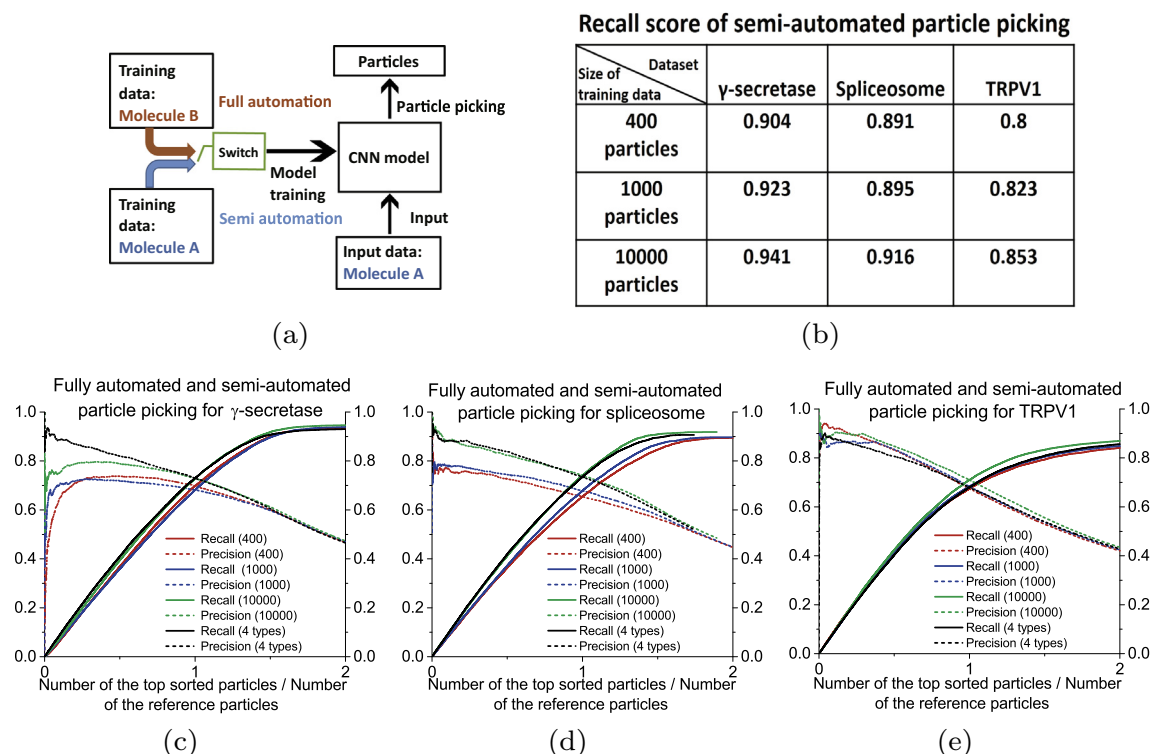 Training
data:
Molecule B
Full automation
Switch
Model
training
Training
data:
Molecule A
Semi automation
Particles
Particle picking
CNN model
Input
Input data:
Molecule A
(a)
Recall score of semi-automated particle picking
Dataset
Size of
training data
γ-secretase Spliceosome TRPV1
400
particles
0.904 0.891 0.8
1000
particles
0.923 0.895 0.823
10000
particles
0.941 0.916 0.853
(b)
Fully automated and semi-automated
particle picking for γ-secretase
1.0 1.0
0.8 0.8
0.6 0.6
0.4 0.4
0.2 0.2
0.0 0.0
Recall (400)
Precision (400)
Recall (1000)
Precision (1000)
Recall (10000)
Precision (10000)
Recall (4 types)
Precision (4 types)
0 1 2
Number of the top sorted particles / Number
of the reference particles
(c)
Fully automated and semi-automated
particle picking for spliceosome
1.0 1.0
0.8 0.8
0.6 0.6
0.4 0.4
0.2 0.2
0.0 0.0
Recall (400)
Precision (400)
Recall (1000)
Precision (1000)
Recall (10000)
Precision (10000)
Recall (4 types)
Precision (4 types)
0 1 2
Number of the top sorted particles / Number
of the reference particles
(d)
Fully automated and semi-automated
particle picking for TRPV1
1.0 1.0
0.8 0.8
0.6 0.6
0.4 0.4
0.2 0.2
0.0 0.0
Recall (400)
Precision (400)
Recall (1000)
Precision (1000)
Recall (10000)
Precision (10000)
Recall (4 types)
Precision (4 types)
0 1 2
Number of the top sorted particles / Number
of the reference particles
(e)